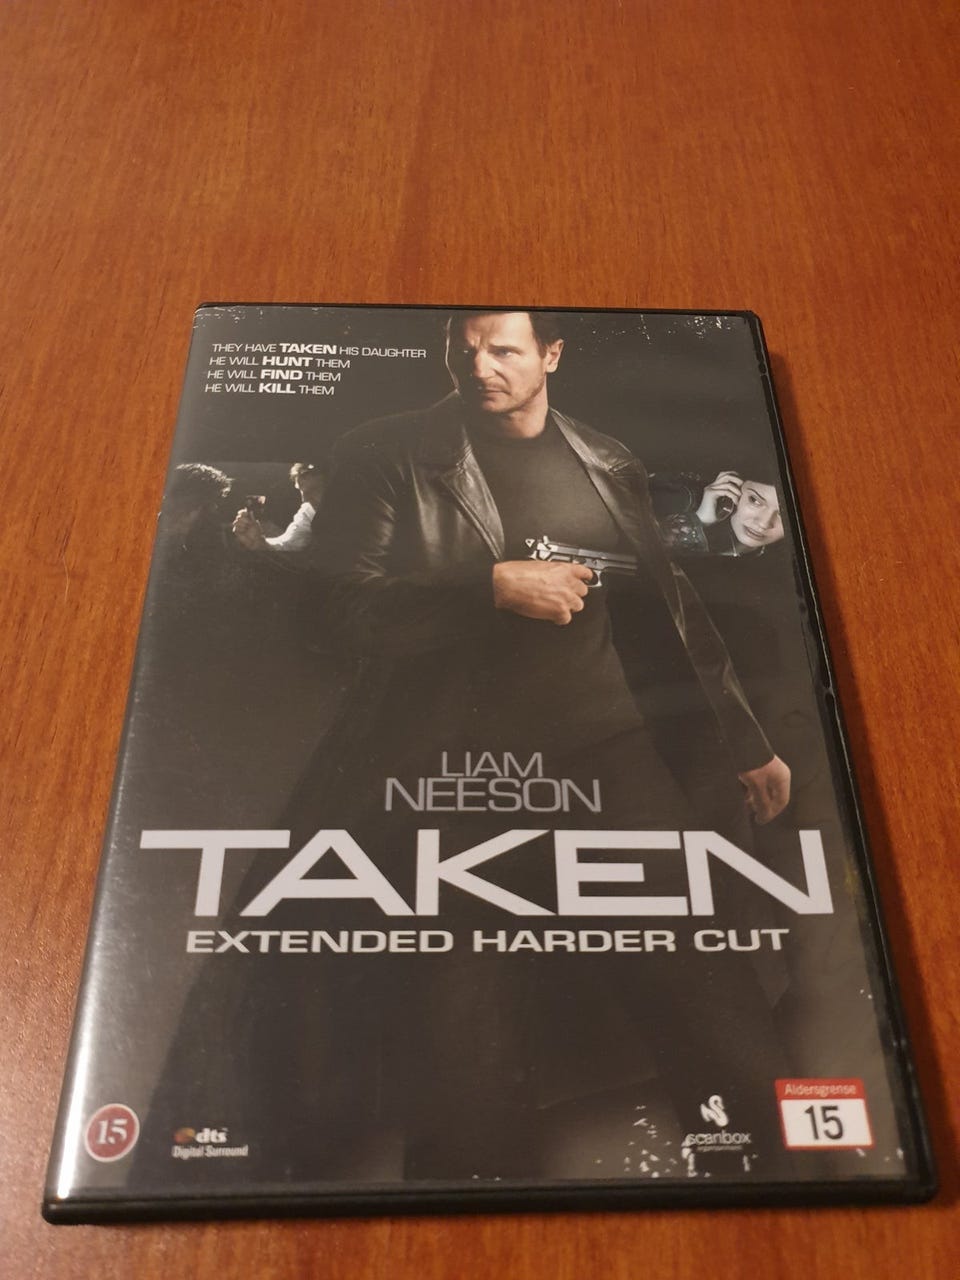 THEY HAVE TAKEN HIS DAUGHTER
HE WILL HUNT THEM
HE WILL FIND THEM
HE WILL KILL THEM
LIAM
NEESON
TAKEN
EXTENDED HARDER CUT
15
dts
Digital Surround
scanbox
entertainment
Aldersgrense
15